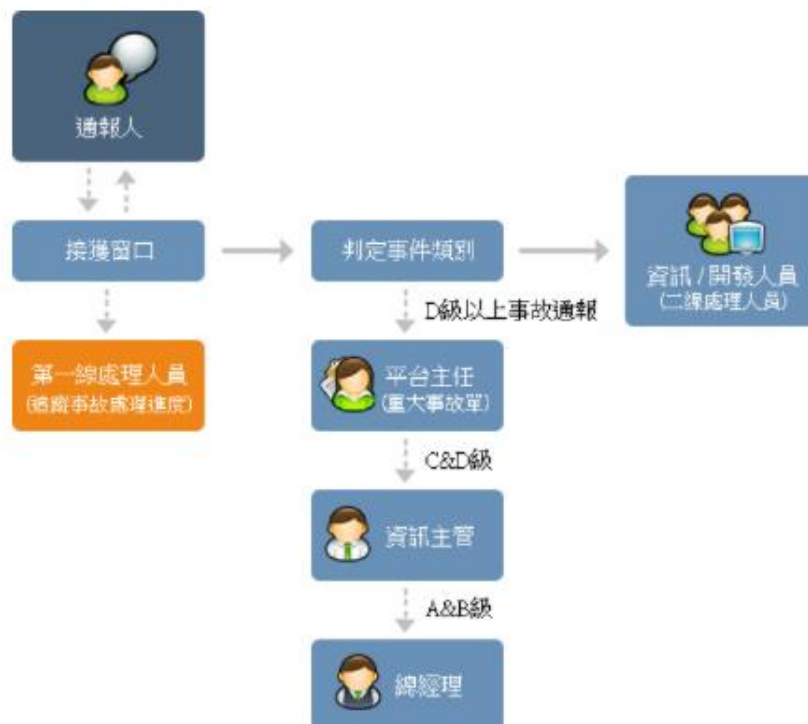 通報人
接獲窗口
判定事件類別
資訊/開發人員
(二線處理人員)
D級以上事故通報
第一線處理人員
(追蹤事故處理進度)
平台主任
(重大事故單)
C&D級
資訊主管
A&B級
總經理